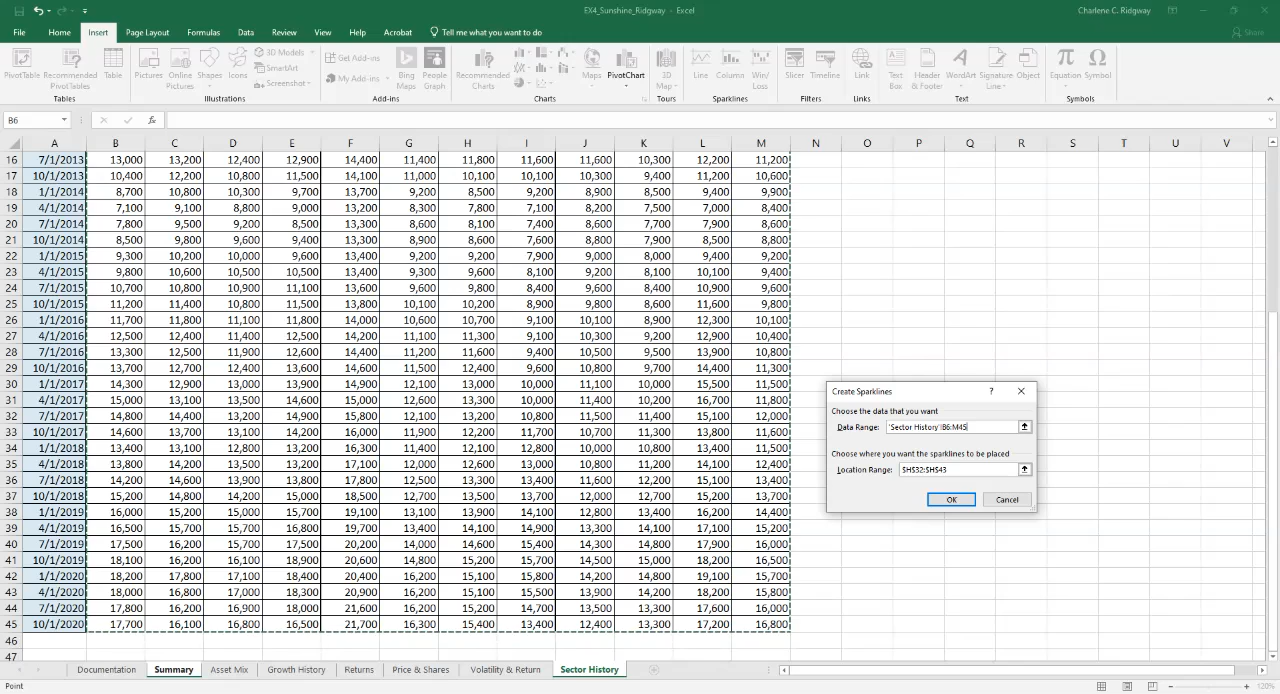 EX4_Sunshine_Ridgway - Excel
Charlene C. Ridgway
File Home Insert Page Layout Formulas Data Review View Help Acrobat Tell me what you want to do Share
PivotTable Recommended PivotTables Table
Tables
Pictures Online Pictures Shapes Icons 3D Models SmartArt Screenshot
Illustrations
Get Add-ins My Add-ins Bing Maps People Graph
Add-ins
Recommended Charts Maps PivotChart
Charts
3D Map
Tours
Line Column Win/Loss
Sparklines
Slicer Timeline
Filters
Link
Links
Text Box Header & Footer WordArt Signature Line Object
Text
Equation Symbol
Symbols
B6 fx
A B C D E F G H I J K L M N O P Q R S T U V
16 7/1/2013 13,000 13,200 12,400 12,900 14,400 11,400 11,800 11,600 11,600 10,300 12,200 11,200
17 10/1/2013 10,400 12,200 10,800 11,500 14,100 11,000 10,100 10,100 10,300 9,400 11,200 10,600
18 1/1/2014 8,700 10,800 10,300 9,700 13,700 9,200 8,500 9,200 8,900 8,500 9,400 9,900
19 4/1/2014 7,100 9,100 8,800 9,000 13,200 8,300 7,800 7,100 8,200 7,500 7,000 8,400
20 7/1/2014 7,800 9,500 9,200 8,500 13,300 8,600 8,100 7,400 8,600 7,700 7,900 8,600
21 10/1/2014 8,500 9,800 9,600 9,400 13,300 8,900 8,600 7,600 8,800 7,900 8,500 8,800
22 1/1/2015 9,300 10,200 10,000 9,600 13,400 9,200 9,200 7,900 9,000 8,000 9,400 9,200
23 4/1/2015 9,800 10,600 10,500 10,500 13,400 9,300 9,600 8,100 9,200 8,100 10,100 9,400
24 7/1/2015 10,700 10,800 10,900 11,100 13,600 9,600 9,800 8,400 9,600 8,400 10,900 9,600
25 10/1/2015 11,200 11,400 10,800 11,500 13,800 10,100 10,200 8,900 9,800 8,600 11,600 9,800
26 1/1/2016 11,700 11,800 11,100 11,800 14,000 10,600 10,700 9,100 10,100 8,900 12,300 10,100
27 4/1/2016 12,500 12,400 11,400 12,500 14,200 11,100 11,300 9,100 10,300 9,200 12,900 10,400
28 7/1/2016 13,300 12,500 11,900 12,600 14,400 11,200 11,600 9,400 10,500 9,500 13,900 10,800
29 10/1/2016 13,700 12,700 12,400 13,600 14,600 11,500 12,400 9,600 10,800 9,700 14,400 11,300
30 1/1/2017 14,300 12,900 13,000 13,900 14,900 12,100 13,000 10,000 11,100 10,000 15,500 11,500
31 4/1/2017 15,000 13,300 13,500 14,600 15,000 12,600 13,300 10,000 11,400 10,200 16,700 11,800
32 7/1/2017 14,800 14,400 13,200 14,900 15,800 12,100 13,200 10,800 11,500 11,400 15,100 12,000
33 10/1/2017 14,600 13,700 13,100 14,200 16,000 11,900 12,200 11,700 10,700 11,300 13,800 11,600
34 1/1/2018 13,400 13,100 12,800 13,200 16,300 11,400 12,100 12,800 10,000 10,800 13,400 11,500
35 4/1/2018 13,800 14,200 13,500 13,200 17,100 12,000 12,600 13,000 10,800 11,200 14,100 12,400
36 7/1/2018 14,200 14,600 13,900 13,800 17,800 12,500 13,300 13,400 11,600 12,200 15,100 13,100
37 10/1/2018 15,200 14,800 14,200 15,000 18,500 12,700 13,500 13,700 12,000 12,700 15,200 13,700
38 1/1/2019 16,000 15,200 19,100 13,100 13,900 14,100 12,800 13,400 16,200 14,400
39 4/1/2019 16,500 15,700 15,700 16,800 19,700 13,400 14,100 14,900 13,300 14,100 17,100 15,200
40 7/1/2019 17,500 16,200 15,700 17,500 20,200 14,000 14,600 15,400 14,300 14,800 17,900 16,000
41 10/1/2019 18,100 16,200 16,100 18,900 20,600 14,800 15,200 15,700 14,500 15,000 18,200 16,500
42 1/1/2020 18,200 17,800 17,100 18,400 20,400 16,200 15,100 15,800 14,200 14,800 19,100 15,700
43 4/1/2020 18,000 16,800 17,000 18,300 20,900 16,200 15,100 15,500 13,900 14,200 18,200 15,800
44 7/1/2020 17,800 16,200 16,900 18,000 21,600 16,200 15,200 14,700 13,500 13,300 17,600 16,000
45 10/1/2020 17,700 16,100 16,800 16,500 21,700 16,300 15,400 13,400 12,400 13,300 17,200 16,800
46
47
Create Sparklines ?
Choose the data that you want
Data Range: 'Sector History'!B6:M45
Choose where you want the sparklines to be placed
Location Range: $H$32:$H$43
OK Cancel
Documentation Summary Asset Mix Growth History Returns Price & Shares Volatility & Return Sector History
Point
120%